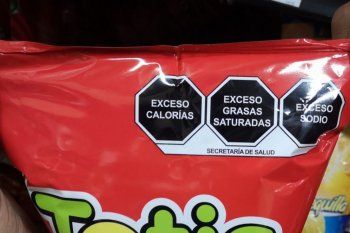 EXCESO
CALORÍAS
EXCESO
GRASAS
SATURADAS
EXCESO
SODIO
SECRETARÍA DE SALUD